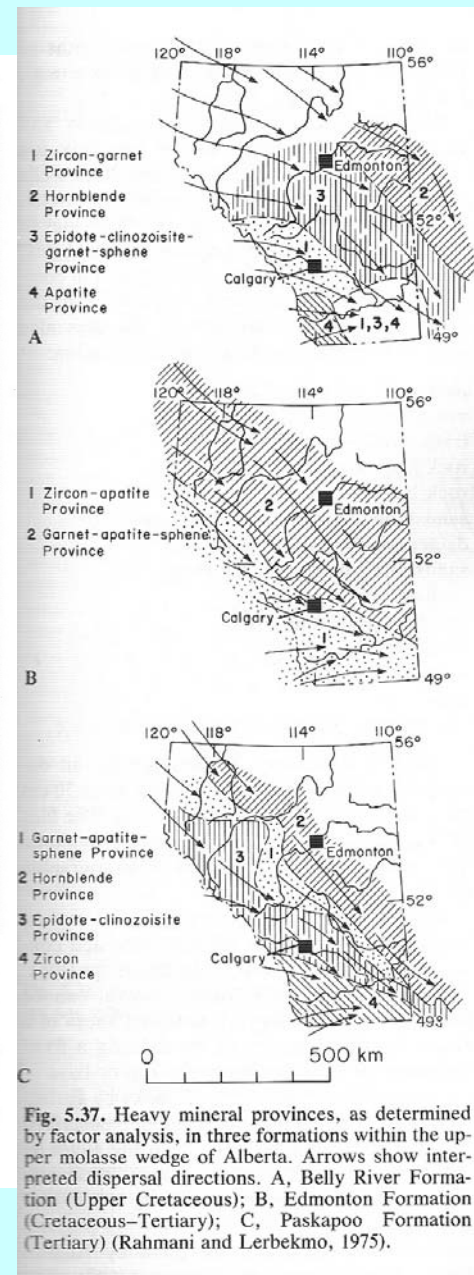 120° 118° 114° 110°
56°
1 Zircon-garnet
Province
2 Hornblende
Province
3 Epidote-clinozoisite-
garnet-sphene
Province
4 Apatite
Province
Edmonton
2
3
52°
1
Calgary
4
1,3,4
49°
A
120° 118° 114° 110°
56°
1 Zircon-apatite
Province
2 Garnet-apatite-sphene
Province
2
Edmonton
52°
Calgary
1
49°
B
120° 118° 114° 110°
56°
1 Garnet-apatite-
sphene Province
2 Hornblende
Province
3 Epidote-clinozoisite
Province
4 Zircon
Province
2
Edmonton
3
1
52°
Calgary
4
49°
0 500 km
C
Fig. 5.37. Heavy mineral provinces, as determined
by factor analysis, in three formations within the up-
per molasse wedge of Alberta. Arrows show inter-
preted dispersal directions. A, Belly River Forma-
tion (Upper Cretaceous); B, Edmonton Formation
(Cretaceous–Tertiary); C, Paskapoo Formation
(Tertiary) (Rahmani and Lerbekmo, 1975).